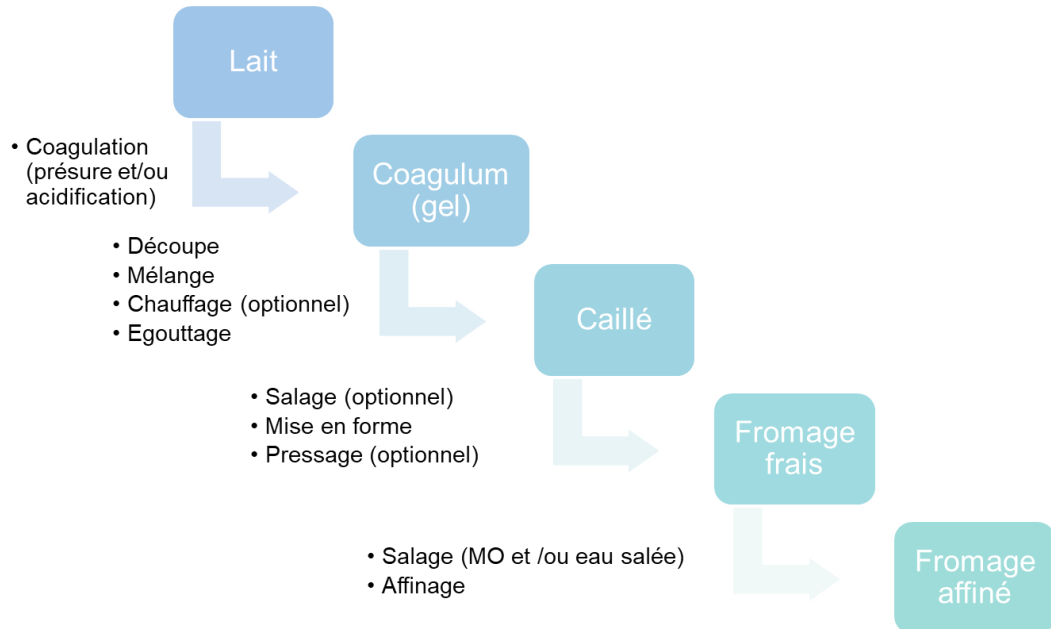 Lait
• Coagulation
(présure et/ou
acidification)
Coagulum
(gel)
• Découpe
• Mélange
• Chauffage (optionnel)
• Egouttage
Caillé
• Salage (optionnel)
• Mise en forme
• Pressage (optionnel)
Fromage
frais
• Salage (MO et /ou eau salée)
• Affinage
Fromage
affiné